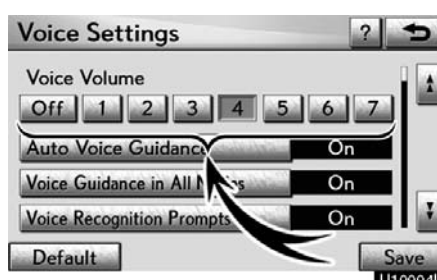 Voice Settings ?
Voice Volume
Off 1 2 3 4 5 6 7
Auto Voice Guidance On
Voice Guidance in All On
Voice Recognition Prompts On
Default Save